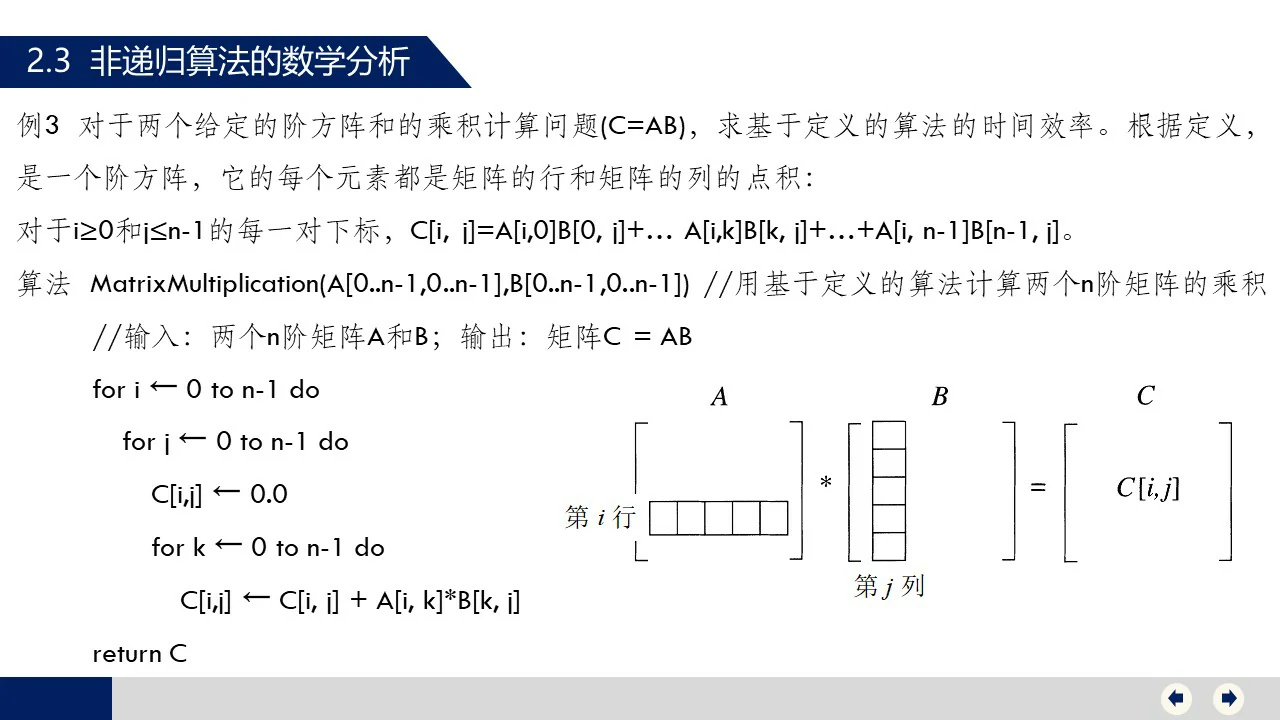 2.3 非递归算法的数学分析
例3 对于两个给定的阶方阵和的乘积计算问题(C=AB)，求基于定义的算法的时间效率。根据定义，
是一个阶方阵，它的每个元素都是矩阵的行和矩阵的列的点积：
对于i≥0和j≤n-1的每一对下标，C[i, j]=A[i,0]B[0, j]+… A[i,k]B[k, j]+…+A[i, n-1]B[n-1, j]。
算法 MatrixMultiplication(A[0..n-1,0..n-1],B[0..n-1,0..n-1]) //用基于定义的算法计算两个n阶矩阵的乘积
//输入：两个n阶矩阵A和B；输出：矩阵C = AB
for i ← 0 to n-1 do
for j ← 0 to n-1 do
C[i,j] ← 0.0
for k ← 0 to n-1 do
C[i,j] ← C[i, j] + A[i, k]*B[k, j]
return C
A B C
* = C[i,j]
第 i 行
第 j 列